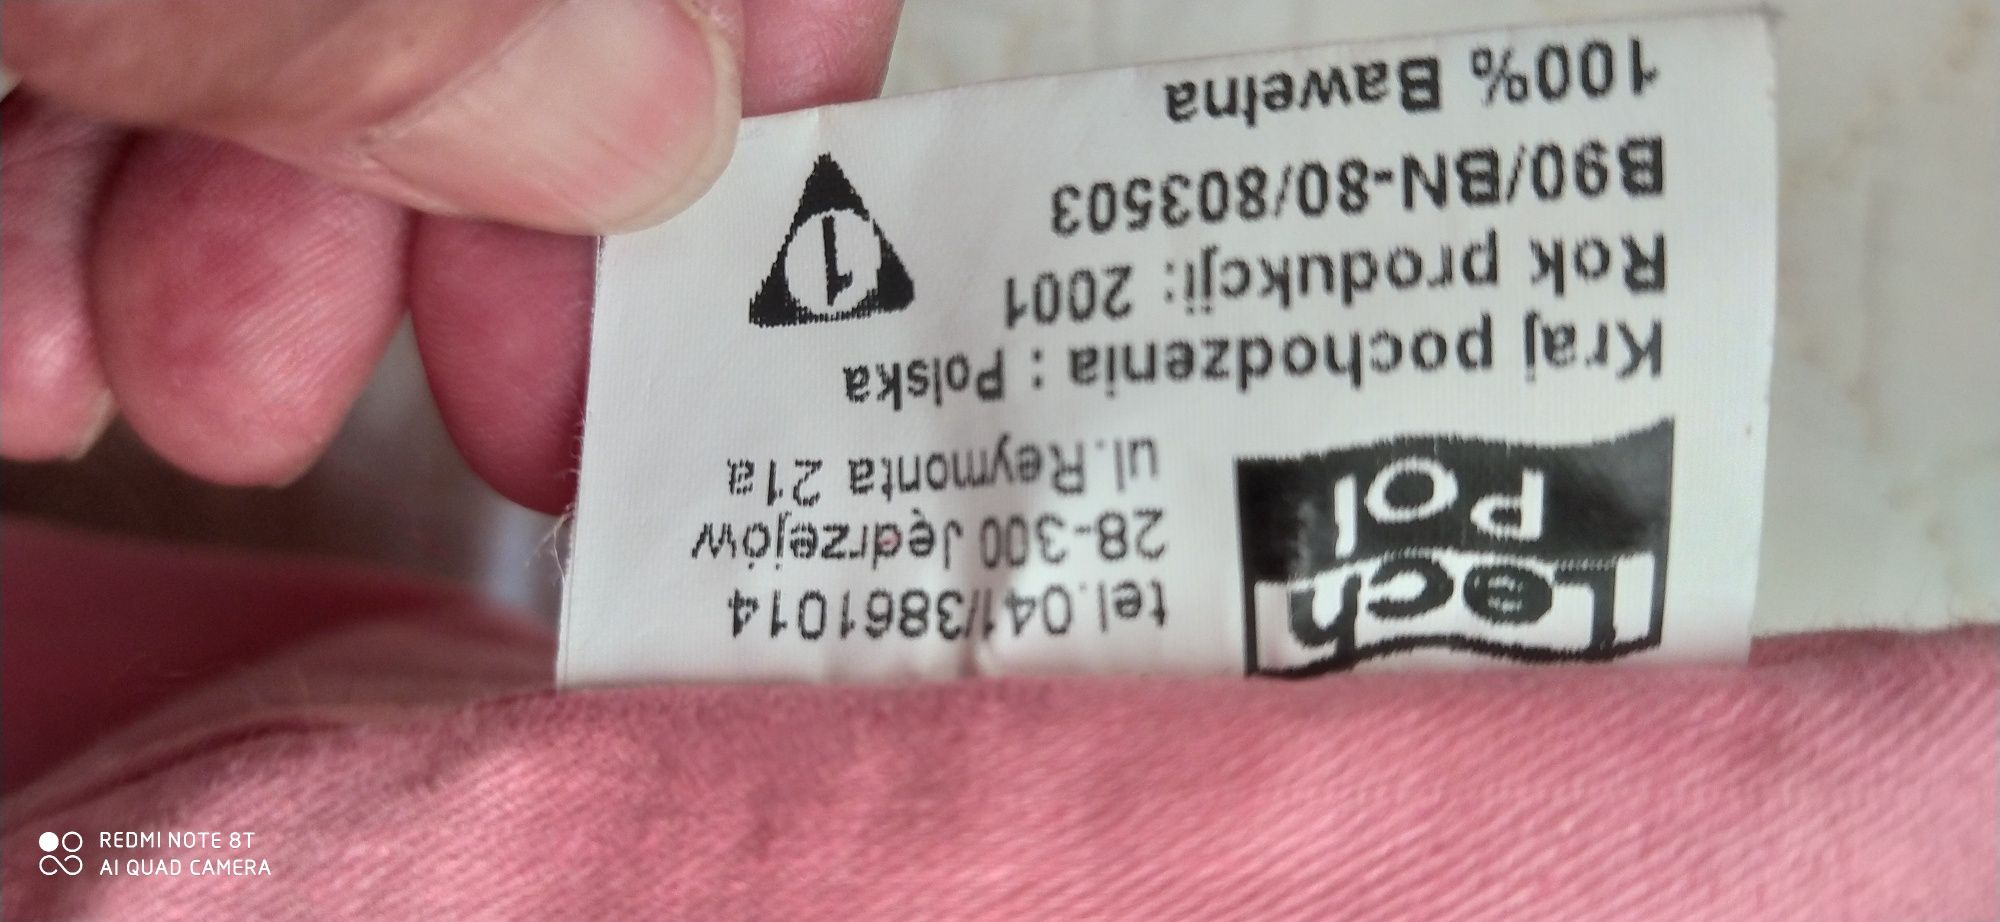 Lech
Pol
tel.041/3861014
28-300 Jędrzejów
ul.Reymonta 21a
Kraj pochodzenia : Polska
Rok produkcji: 2001
B90/BN-80/803503
100% Bawełna
1
REDMI NOTE 8T
AI QUAD CAMERA